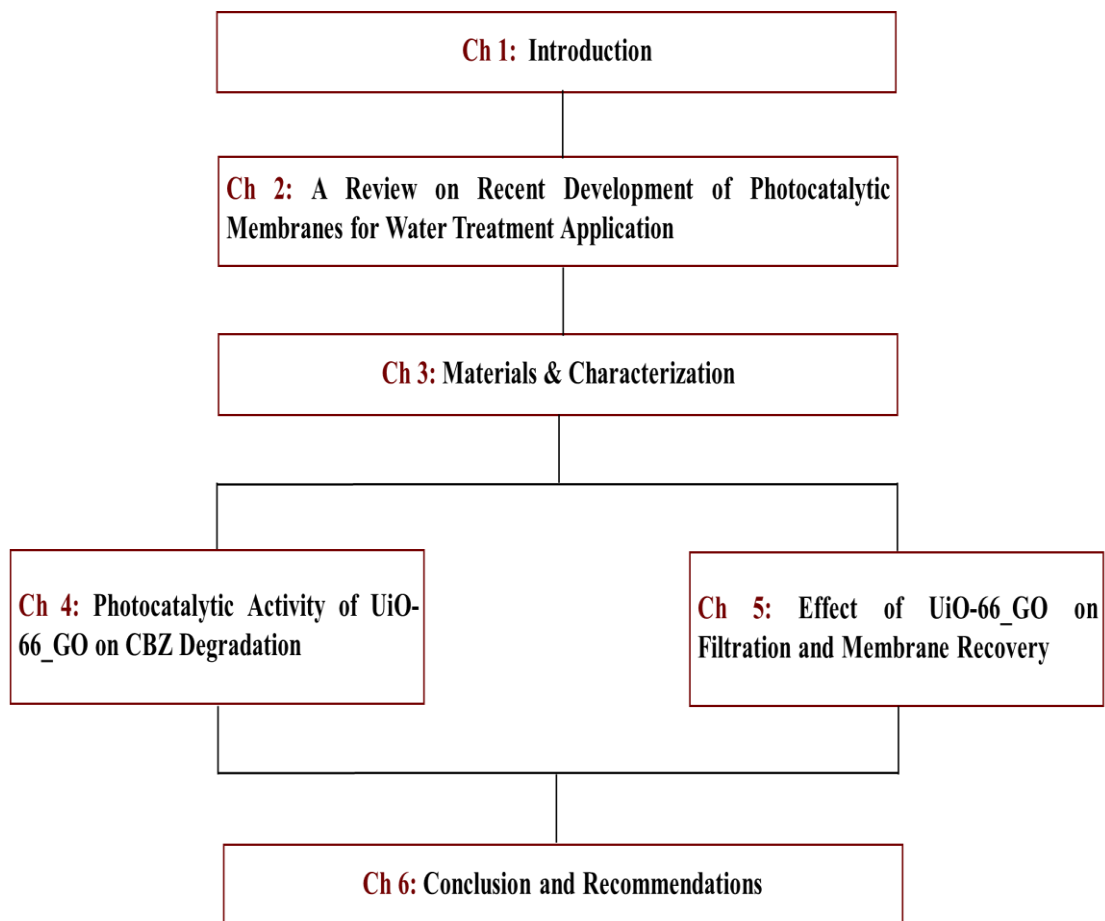 Ch 1: Introduction
Ch 2: A Review on Recent Development of Photocatalytic
Membranes for Water Treatment Application
Ch 3: Materials & Characterization
Ch 4: Photocatalytic Activity of UiO-
66_GO on CBZ Degradation
Ch 5: Effect of UiO-66_GO on
Filtration and Membrane Recovery
Ch 6: Conclusion and Recommendations